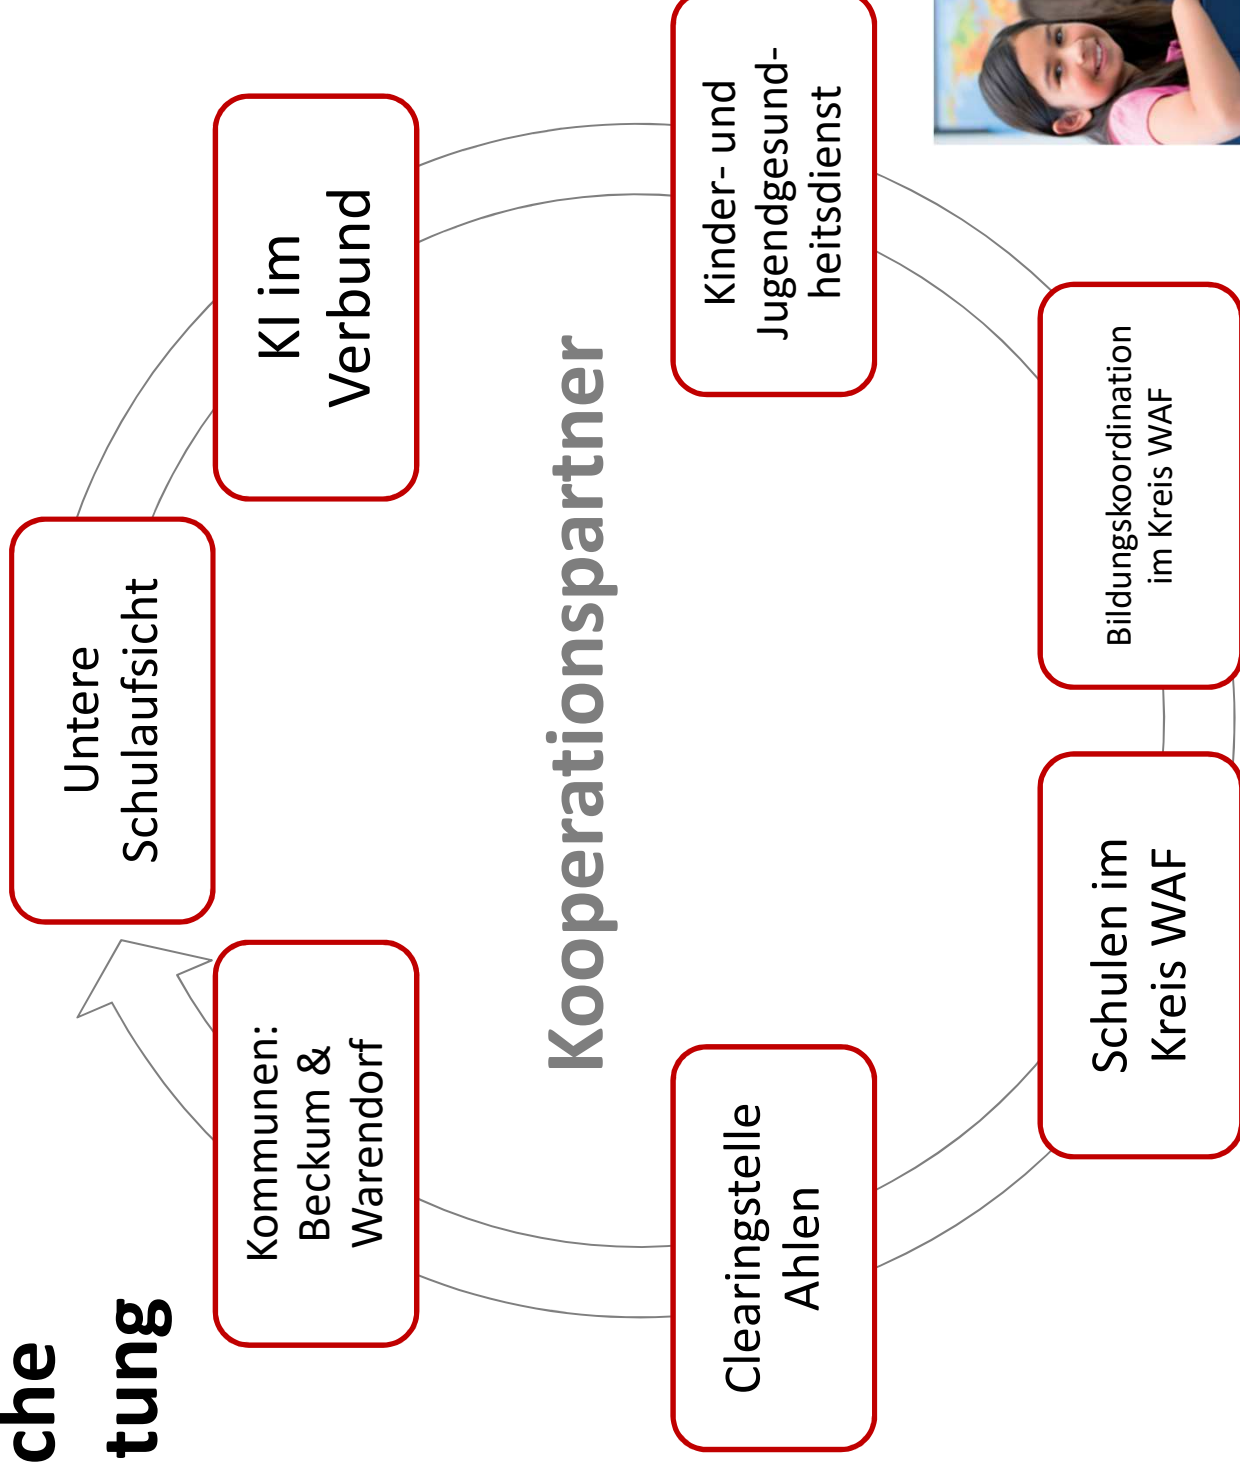 che
tung
Untere
Schulaufsicht
KI im
Verbund
Kinder- und
Jugendgesund-
heitsdienst
Bildungskoordination
im Kreis WAF
Schulen im
Kreis WAF
Clearingstelle
Ahlen
Kommunen:
Beckum &
Warendorf
Kooperationspartner